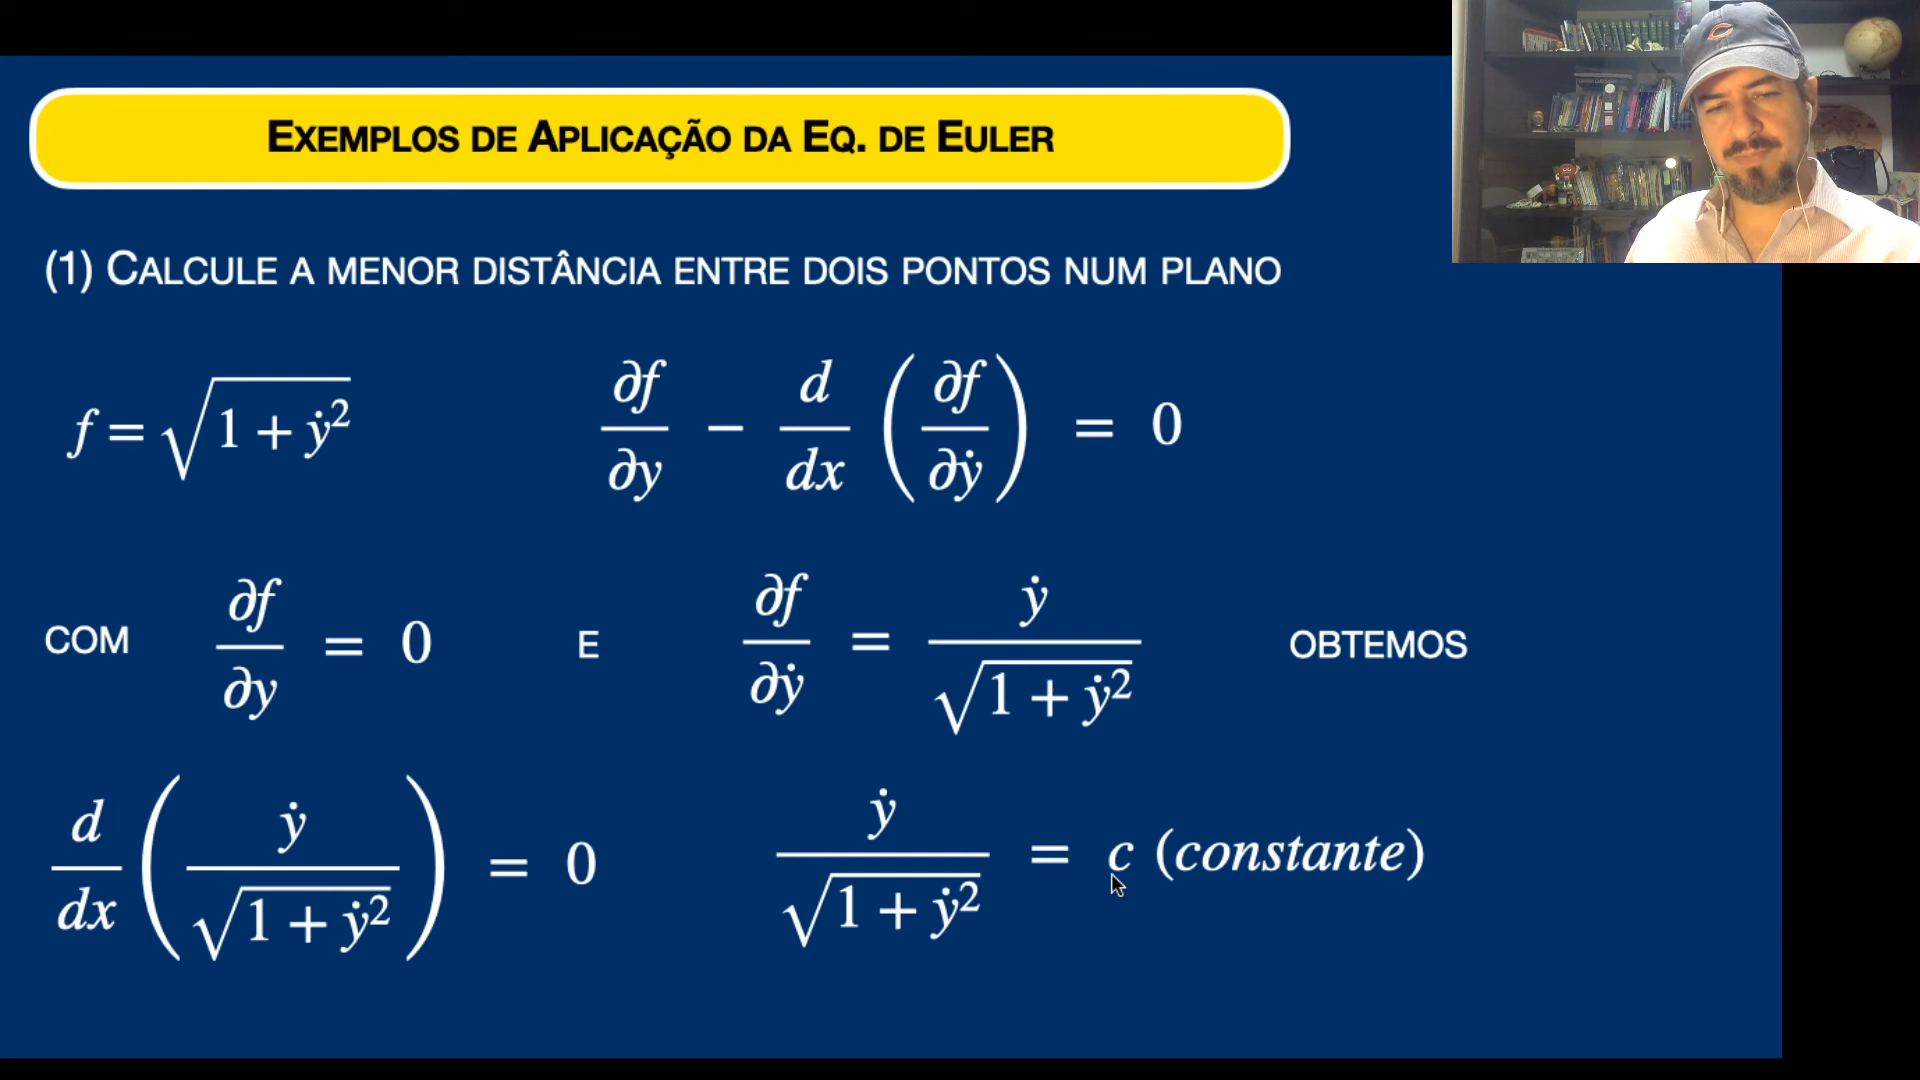 EXEMPLOS DE APLICAÇÃO DA EQ. DE EULER
(1) CALCULE A MENOR DISTÂNCIA ENTRE DOIS PONTOS NUM PLANO
f = √(1 + ẏ²)    ∂f/∂y − d/dx (∂f/∂ẏ) = 0
COM ∂f/∂y = 0 E ∂f/∂ẏ = ẏ/√(1 + ẏ²) OBTEMOS
d/dx (ẏ/√(1 + ẏ²)) = 0    ẏ/√(1 + ẏ²) = c (constante)